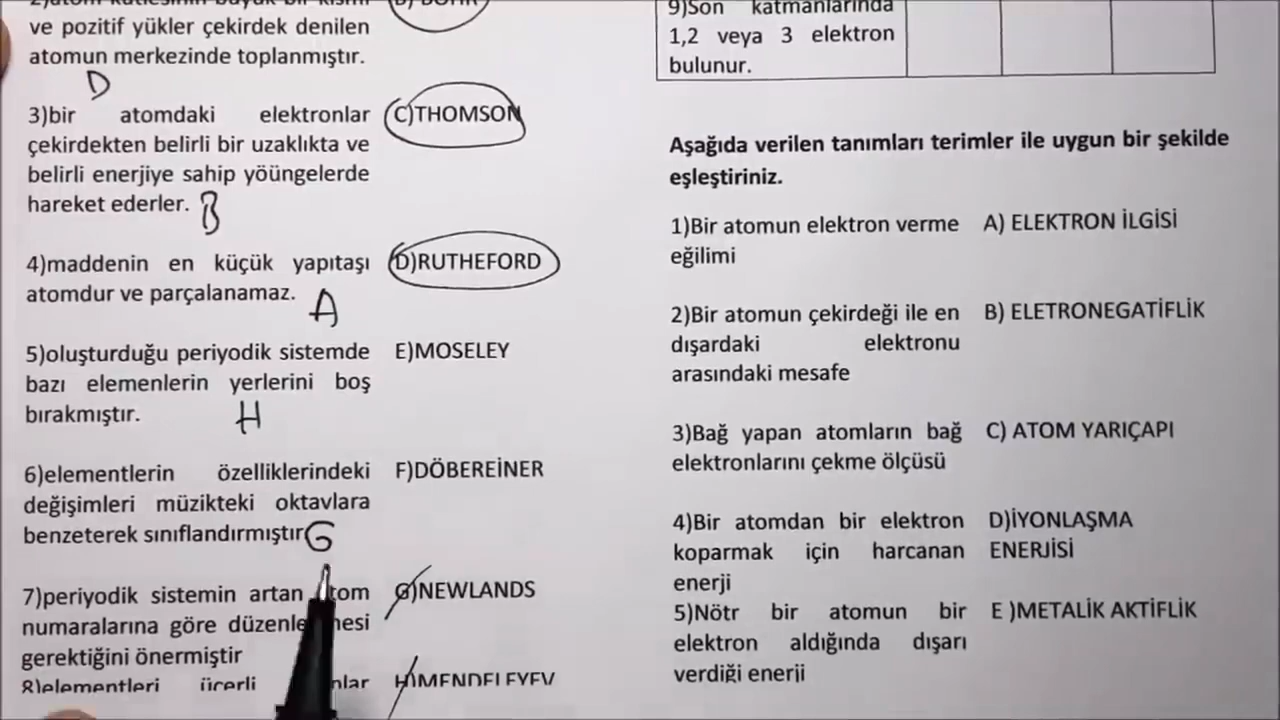 ve pozitif yükler çekirdek denilen
atomun merkezinde toplanmıştır.
D
3)bir atomdaki elektronlar
çekirdekten belirli bir uzaklıkta ve
belirli enerjiye sahip yöüngelerde
hareket ederler. B
4)maddenin en küçük yapıtaşı
atomdur ve parçalanamaz. A
5)oluşturduğu periyodik sistemde
bazı elemenlerin yerlerini boş
bırakmıştır. H
6)elementlerin özelliklerindeki
değişimleri müzikteki oktavlara
benzeterek sınıflandırmıştır G
7)periyodik sistemin artan
numaralarına göre
gerektiğini önermiştir
8)elementleri üçerli
C)THOMSON
D)RUTHEFORD
E)MOSELEY
F)DÖBEREİNER
G)NEWLANDS
H)MENDELEYEV
9)Son katmanlarında
1,2 veya 3 elektron
bulunur.
Aşağıda verilen tanımları terimler ile uygun bir şekilde
eşleştiriniz.
1)Bir atomun elektron verme
eğilimi
2)Bir atomun çekirdeği ile en
dışardaki elektronu
arasındaki mesafe
3)Bağ yapan atomların bağ
elektronlarını çekme ölçüsü
4)Bir atomdan bir elektron
koparmak için harcanan
enerji
5)Nötr bir atomun bir
elektron aldığında dışarı
verdiği enerji
A) ELEKTRON İLGİSİ
B) ELETRONEGATİFLİK
C) ATOM YARIÇAPI
D)İYONLAŞMA
ENERJİSİ
E )METALİK AKTİFLİK